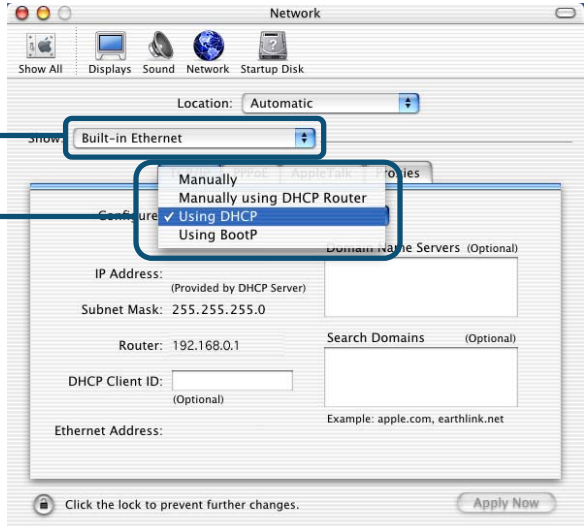 Network
Show All Displays Sound Network Startup Disk
Location: Automatic
Show: Built-in Ethernet
PPPoE AppleTalk Proxies
Manually
Manually using DHCP Router
Configure ✓ Using DHCP
Using BootP
Domain Name Servers (Optional)
IP Address:
(Provided by DHCP Server)
Subnet Mask: 255.255.255.0
Router: 192.168.0.1
Search Domains (Optional)
DHCP Client ID:
(Optional)
Example: apple.com, earthlink.net
Ethernet Address:
Click the lock to prevent further changes. Apply Now